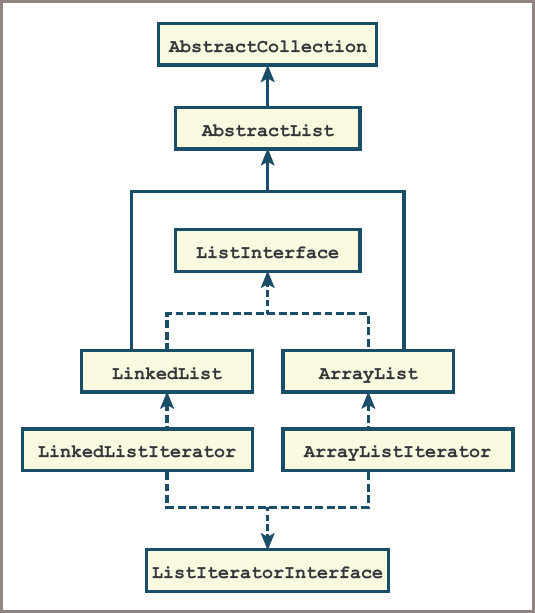 AbstractCollection
AbstractList
ListInterface
LinkedList
ArrayList
LinkedListIterator
ArrayListIterator
ListIteratorInterface